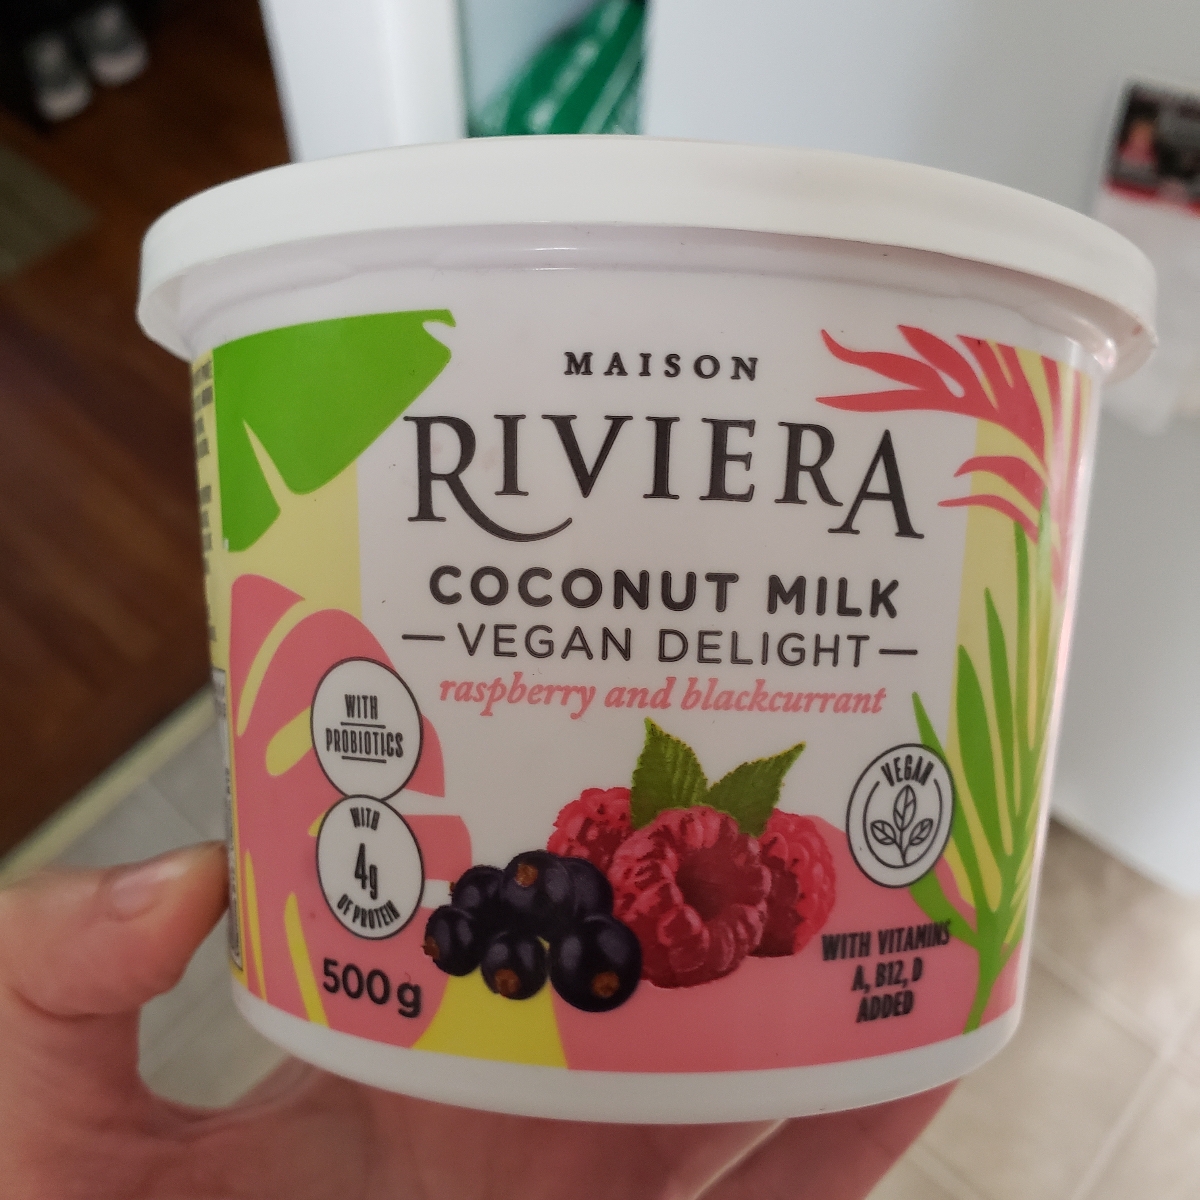 MAISON
RIVIERA
COCONUT MILK
VEGAN DELIGHT
raspberry and blackcurrant
WITH
PROBIOTICS
WITH
4g
OF PROTEIN
500g
VEGAN
WITH VITAMINS
A, B12, D
ADDED